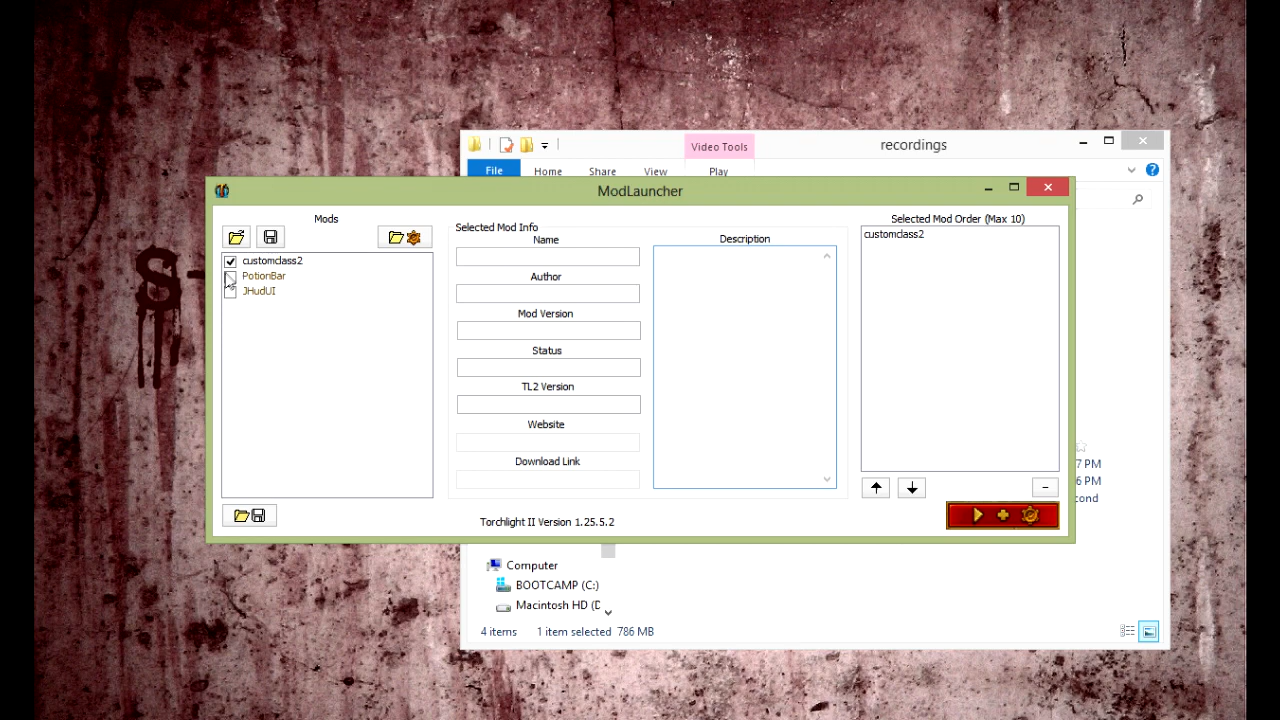 Video Tools
recordings
File
Home
Share
View
Play
ModLauncher
Mods
customclass2
PotionBar
JHudUI
Selected Mod Info
Name
Author
Mod Version
Status
TL2 Version
Website
Download Link
Description
Selected Mod Order (Max 10)
customclass2
Torchlight II Version 1.25.5.2
7 PM
6 PM
cond
Computer
BOOTCAMP (C:)
Macintosh HD (D
4 items 1 item selected 786 MB